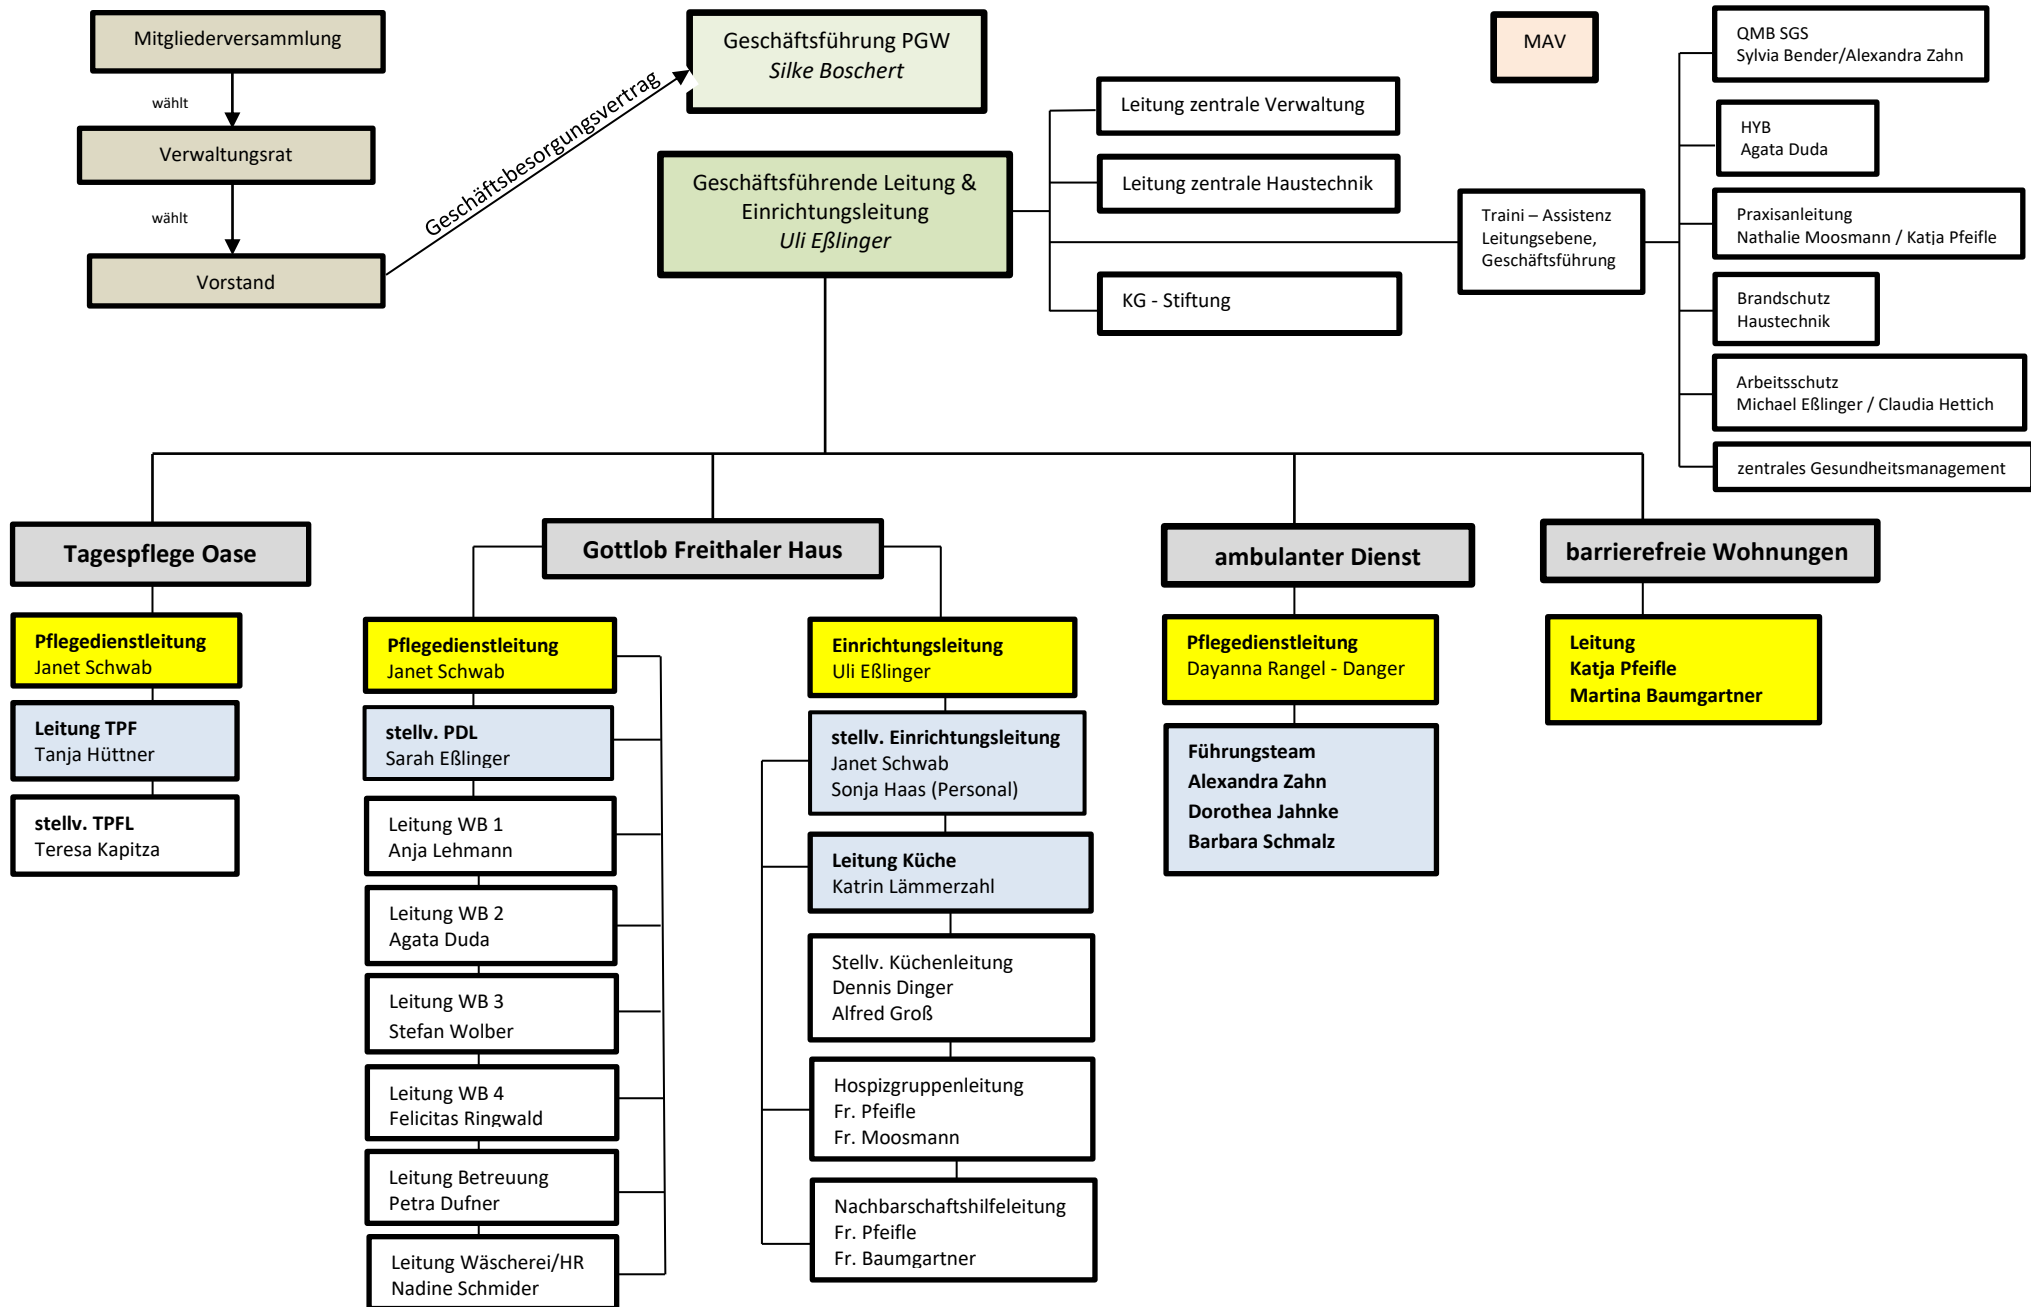 Mitgliederversammlung
wählt
Verwaltungsrat
wählt
Vorstand
Geschäftsbesorgungsvertrag
Geschäftsführung PGW
Silke Boschert
Geschäftsführende Leitung &
Einrichtungsleitung
Uli Eßlinger
Leitung zentrale Verwaltung
Leitung zentrale Haustechnik
KG - Stiftung
MAV
Traini – Assistenz
Leitungsebene,
Geschäftsführung
QMB SGS
Sylvia Bender/Alexandra Zahn
HYB
Agata Duda
Praxisanleitung
Nathalie Moosmann / Katja Pfeifle
Brandschutz
Haustechnik
Arbeitsschutz
Michael Eßlinger / Claudia Hettich
zentrales Gesundheitsmanagement
Tagespflege Oase
Pflegedienstleitung
Janet Schwab
Leitung TPF
Tanja Hüttner
stellv. TPFL
Teresa Kapitza
Gottlob Freithaler Haus
Pflegedienstleitung
Janet Schwab
stellv. PDL
Sarah Eßlinger
Leitung WB 1
Anja Lehmann
Leitung WB 2
Agata Duda
Leitung WB 3
Stefan Wolber
Leitung WB 4
Felicitas Ringwald
Leitung Betreuung
Petra Dufner
Leitung Wäscherei/HR
Nadine Schmider
Einrichtungsleitung
Uli Eßlinger
stellv. Einrichtungsleitung
Janet Schwab
Sonja Haas (Personal)
Leitung Küche
Katrin Lämmerzahl
Stellv. Küchenleitung
Dennis Dinger
Alfred Groß
Hospizgruppenleitung
Fr. Pfeifle
Fr. Moosmann
Nachbarschaftshilfeleitung
Fr. Pfeifle
Fr. Baumgartner
ambulanter Dienst
Pflegedienstleitung
Dayanna Rangel - Danger
Führungsteam
Alexandra Zahn
Dorothea Jahnke
Barbara Schmalz
barrierefreie Wohnungen
Leitung
Katja Pfeifle
Martina Baumgartner